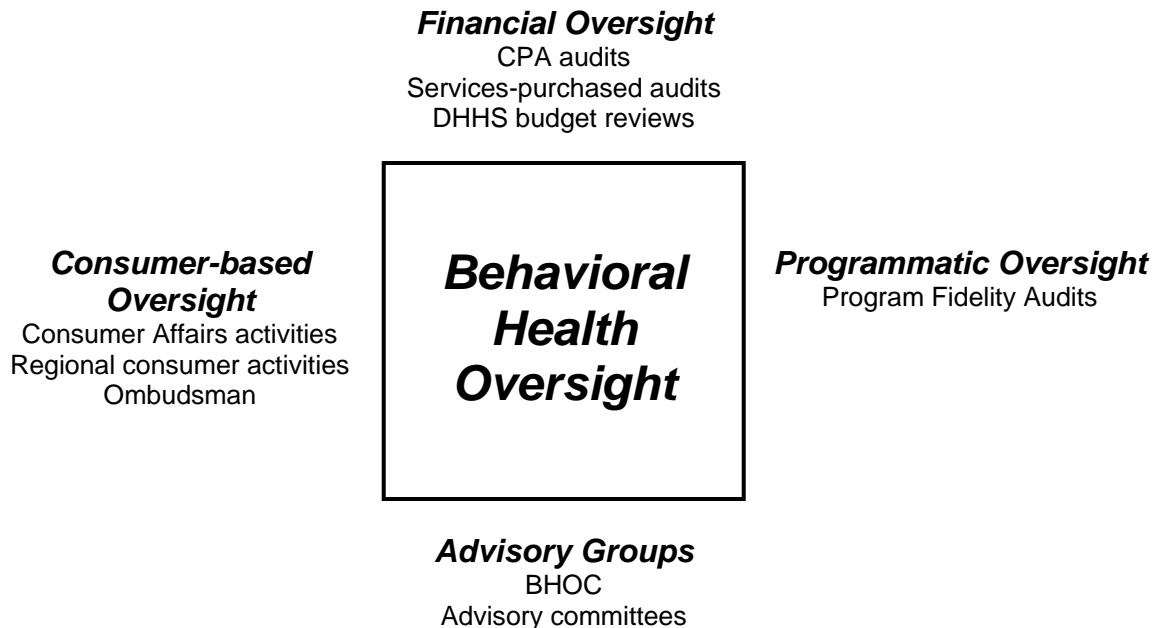 Financial Oversight
CPA audits
Services-purchased audits
DHHS budget reviews
Consumer-based
Oversight
Consumer Affairs activities
Regional consumer activities
Ombudsman
Behavioral
Health
Oversight
Programmatic Oversight
Program Fidelity Audits
Advisory Groups
BHOC
Advisory committees